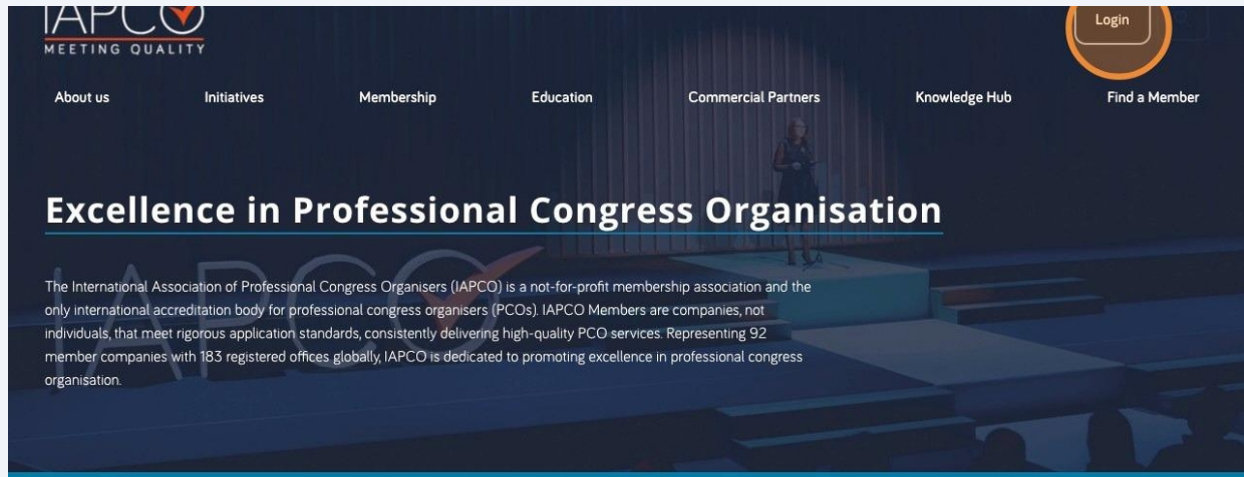 IAPCO
MEETING QUALITY
Login
About us Initiatives Membership Education Commercial Partners Knowledge Hub Find a Member
Excellence in Professional Congress Organisation
IAPCO
The International Association of Professional Congress Organisers (IAPCO) is a not-for-profit membership association and the
only international accreditation body for professional congress organisers (PCOs). IAPCO Members are companies, not
individuals, that meet rigorous application standards, consistently delivering high-quality PCO services. Representing 92
member companies with 183 registered offices globally, IAPCO is dedicated to promoting excellence in professional congress
organisation.